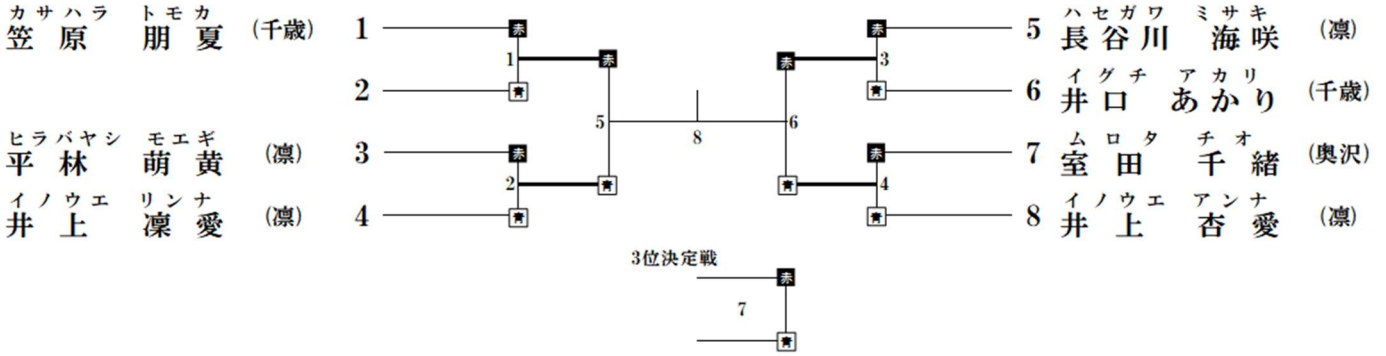 カサハラ トモカ
笠原 朋夏 (千歳) 1
2
ヒラバヤシ モエギ
平林 萌黄 (凛) 3
イノウエ リンナ
井上 凜愛 (凛) 4
赤
1
青
赤
2
青
赤
5
青
8
赤
6
青
赤
3
青
赤
4
青
ハセガワ ミサキ
5 長谷川 海咲 (凛)
イグチ アカリ
6 井口 あかり (千歳)
ムロタ チオ
7 室田 千緒 (奥沢)
イノウエ アンナ
8 井上 杏愛 (凛)
3位決定戦
赤
7
青